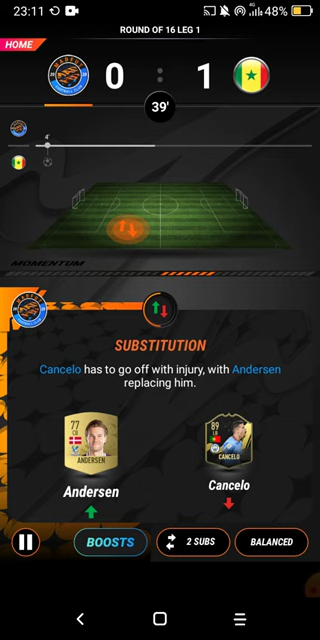 23:11
4G
48%
ROUND OF 16 LEG 1
HOME
0 : 1
39'
4'
MOMENTUM
SUBSTITUTION
Cancelo has to go off with injury, with Andersen
replacing him.
77
CB
ANDERSEN
89
LB
CANCELO
Andersen
Cancelo
BOOSTS
2 SUBS
BALANCED